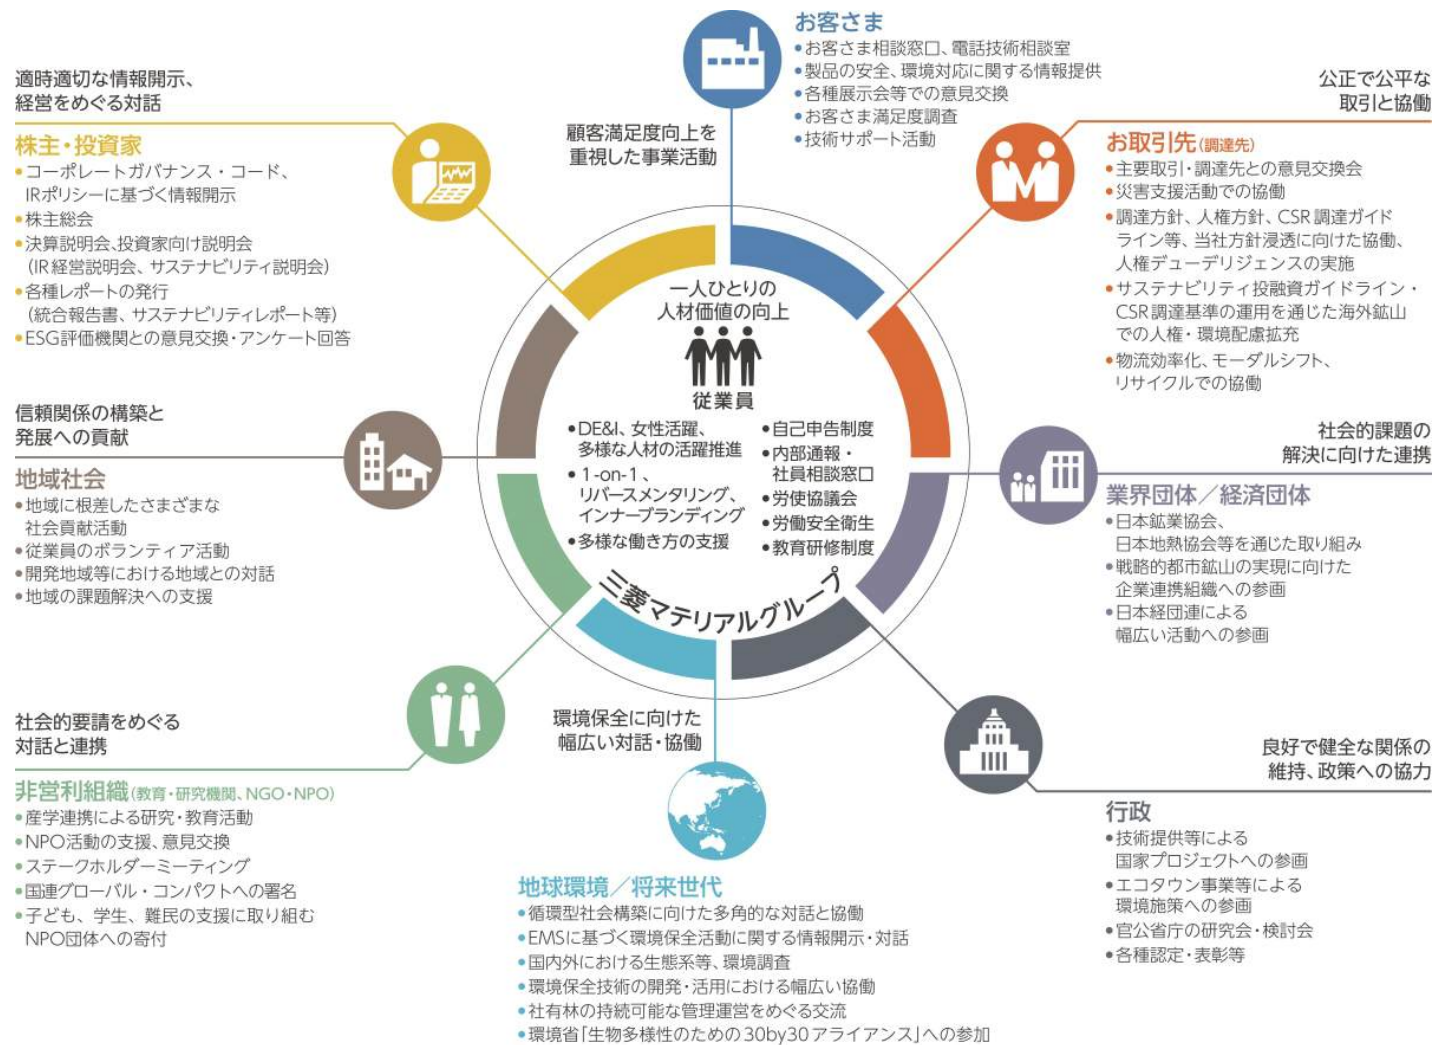 お客さま
•お客さま相談窓口、電話技術相談室
•製品の安全、環境対応に関する情報提供
•各種展示会等での意見交換
•お客さま満足度調査
•技術サポート活動
顧客満足度向上を
重視した事業活動
適時適切な情報開示、
経営をめぐる対話
株主・投資家
•コーポレートガバナンス・コード、
IRポリシーに基づく情報開示
•株主総会
•決算説明会、投資家向け説明会
(IR経営説明会、サステナビリティ説明会)
•各種レポートの発行
(統合報告書、サステナビリティレポート等)
•ESG評価機関との意見交換・アンケート回答
公正で公平な
取引と協働
お取引先(調達先)
•主要取引・調達先との意見交換会
•災害支援活動での協働
•調達方針、人権方針、CSR調達ガイド
ライン等、当社方針浸透に向けた協働、
人権デューデリジェンスの実施
•サステナビリティ投融資ガイドライン・
CSR調達基準の運用を通じた海外鉱山
での人権・環境配慮拡充
•物流効率化、モーダルシフト、
リサイクルでの協働
一人ひとりの
人材価値の向上
従業員
•DE&I、女性活躍、
多様な人材の活躍推進
•1-on-1、
リバースメンタリング、
インナーブランディング
•多様な働き方の支援
•自己申告制度
•内部通報・
社員相談窓口
•労使協議会
•労働安全衛生
•教育研修制度
三菱マテリアルグループ
信頼関係の構築と
発展への貢献
地域社会
•地域に根差したさまざまな
社会貢献活動
•従業員のボランティア活動
•開発地域等における地域との対話
•地域の課題解決への支援
社会的課題の
解決に向けた連携
業界団体／経済団体
•日本鉱業協会、
日本地熱協会等を通じた取り組み
•戦略的都市鉱山の実現に向けた
企業連携組織への参画
•日本経団連による
幅広い活動への参画
社会的要請をめぐる
対話と連携
非営利組織(教育・研究機関、NGO・NPO)
•産学連携による研究・教育活動
•NPO活動の支援、意見交換
•ステークホルダーミーティング
•国連グローバル・コンパクトへの署名
•子ども、学生、難民の支援に取り組む
NPO団体への寄付
環境保全に向けた
幅広い対話・協働
地球環境／将来世代
•循環型社会構築に向けた多角的な対話と協働
•EMSに基づく環境保全活動に関する情報開示・対話
•国内外における生態系等、環境調査
•環境保全技術の開発・活用における幅広い協働
•社有林の持続可能な管理運営をめぐる交流
•環境省「生物多様性のための30by30アライアンス」への参加
良好で健全な関係の
維持、政策への協力
行政
•技術提供等による
国家プロジェクトへの参画
•エコタウン事業等による
環境施策への参画
•官公省庁の研究会・検討会
•各種認定・表彰等